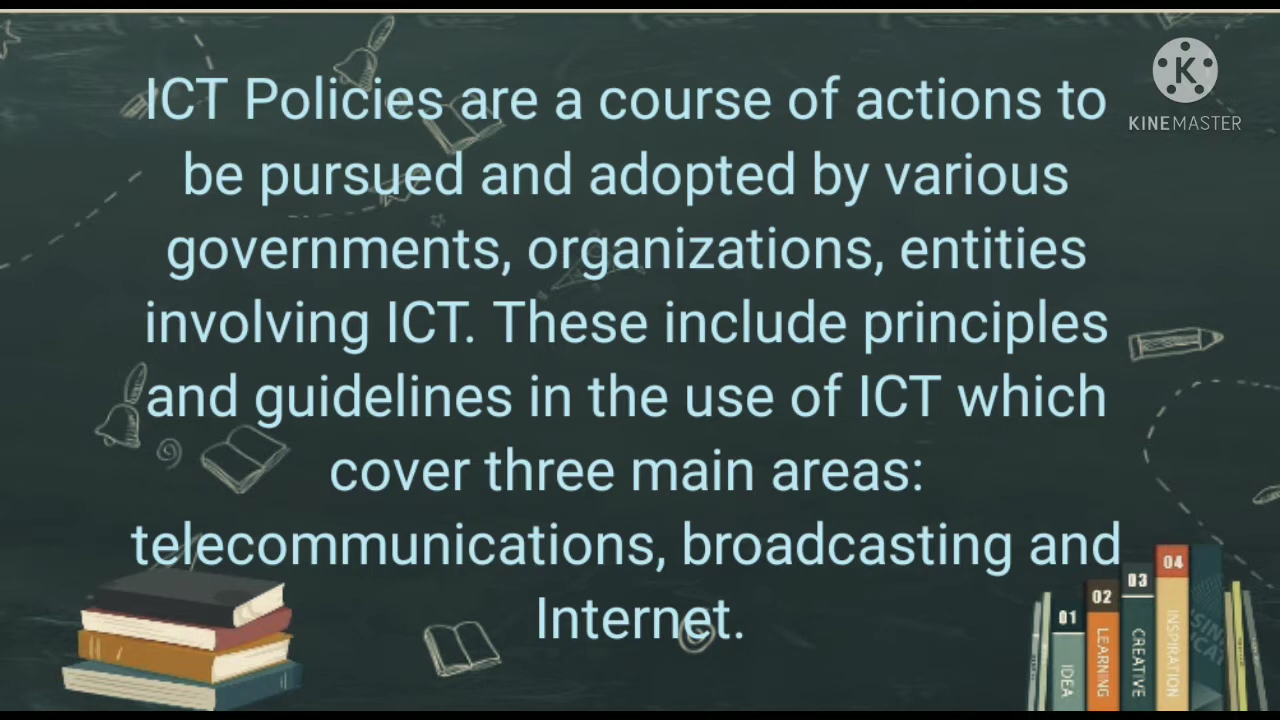 ICT Policies are a course of actions to
be pursued and adopted by various
governments, organizations, entities
involving ICT. These include principles
and guidelines in the use of ICT which
cover three main areas:
telecommunications, broadcasting and
Internet.
K
KINEMASTER
01
IDEA
02
LEARNING
03
CREATIVE
04
INSPIRATION